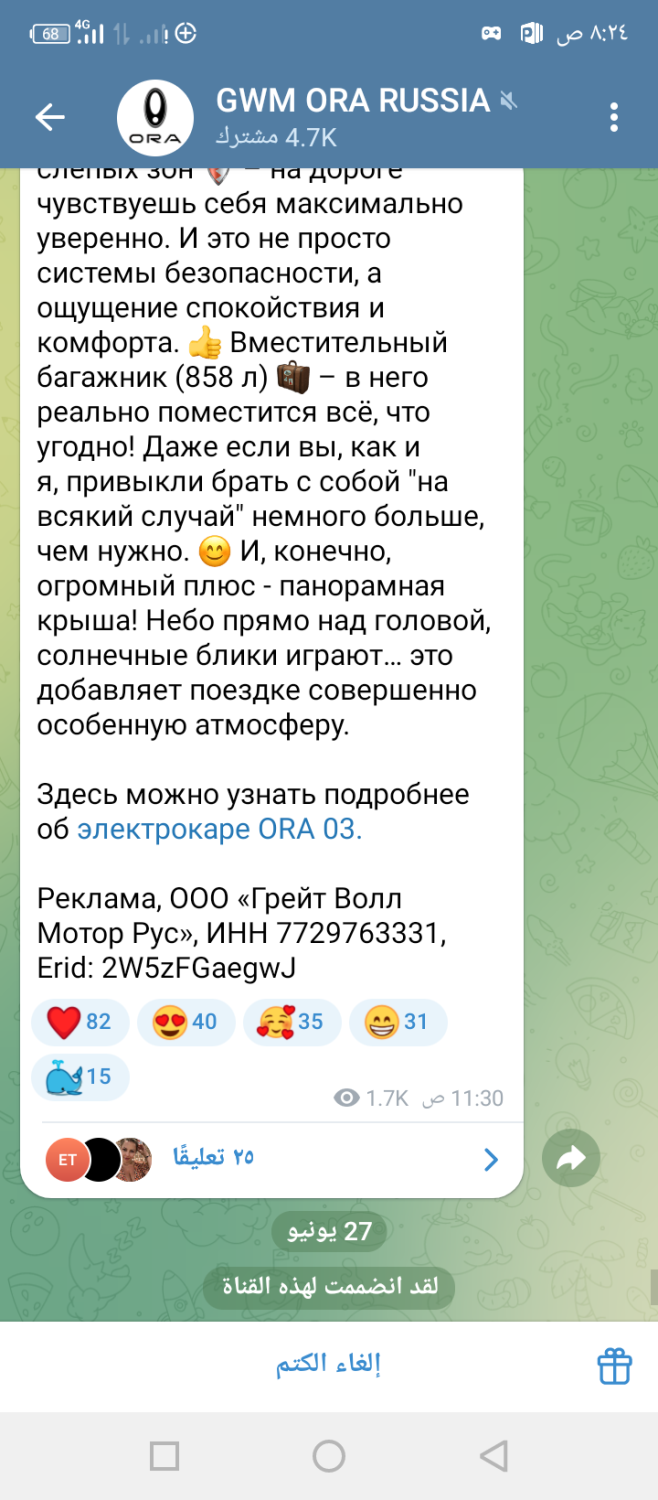 68 4G ٨:٢٤ ص
GWM ORA RUSSIA
ORA
4.7K مشترك
слепых зон – на дороге
чувствуешь себя максимально
уверенно. И это не просто
системы безопасности, а
ощущение спокойствия и
комфорта. 👍 Вместительный
багажник (858 л) 🧳 – в него
реально поместится всё, что
угодно! Даже если вы, как и
я, привыкли брать с собой "на
всякий случай" немного больше,
чем нужно. 😊 И, конечно,
огромный плюс - панорамная
крыша! Небо прямо над головой,
солнечные блики играют... это
добавляет поездке совершенно
особенную атмосферу.
Здесь можно узнать подробнее
об электрокаре ORA 03.
Реклама, ООО «Грейт Волл
Мотор Рус», ИНН 7729763331,
Erid: 2W5zFGaegwJ
❤️ 82 😍 40 🥰 35 😁 31
🐳 15
1.7K 11:30 ص
ET ٢٥ تعليقًا
27 يونيو
لقد انضممت لهذه القناة
إلغاء الكتم